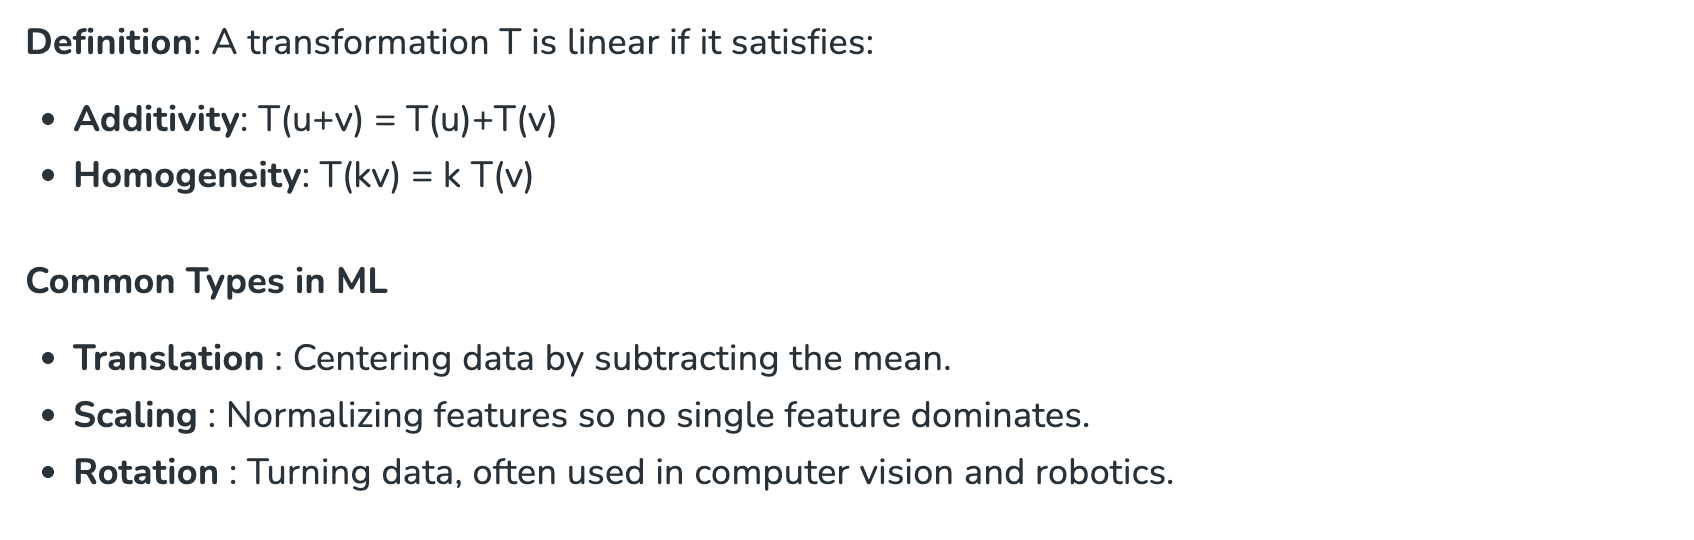 Definition: A transformation T is linear if it satisfies:
• Additivity: T(u+v) = T(u)+T(v)
• Homogeneity: T(kv) = k T(v)
Common Types in ML
• Translation : Centering data by subtracting the mean.
• Scaling : Normalizing features so no single feature dominates.
• Rotation : Turning data, often used in computer vision and robotics.